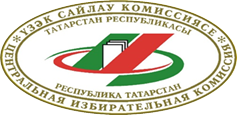 ҮЗӘК САЙЛАУ КОМИССИЯСЕ
ТАТАРСТАН РЕСПУБЛИКАСЫ
РЕСПУБЛИКА ТАТАРСТАН
ЦЕНТРАЛЬНАЯ ИЗБИРАТЕЛЬНАЯ КОМИССИЯ